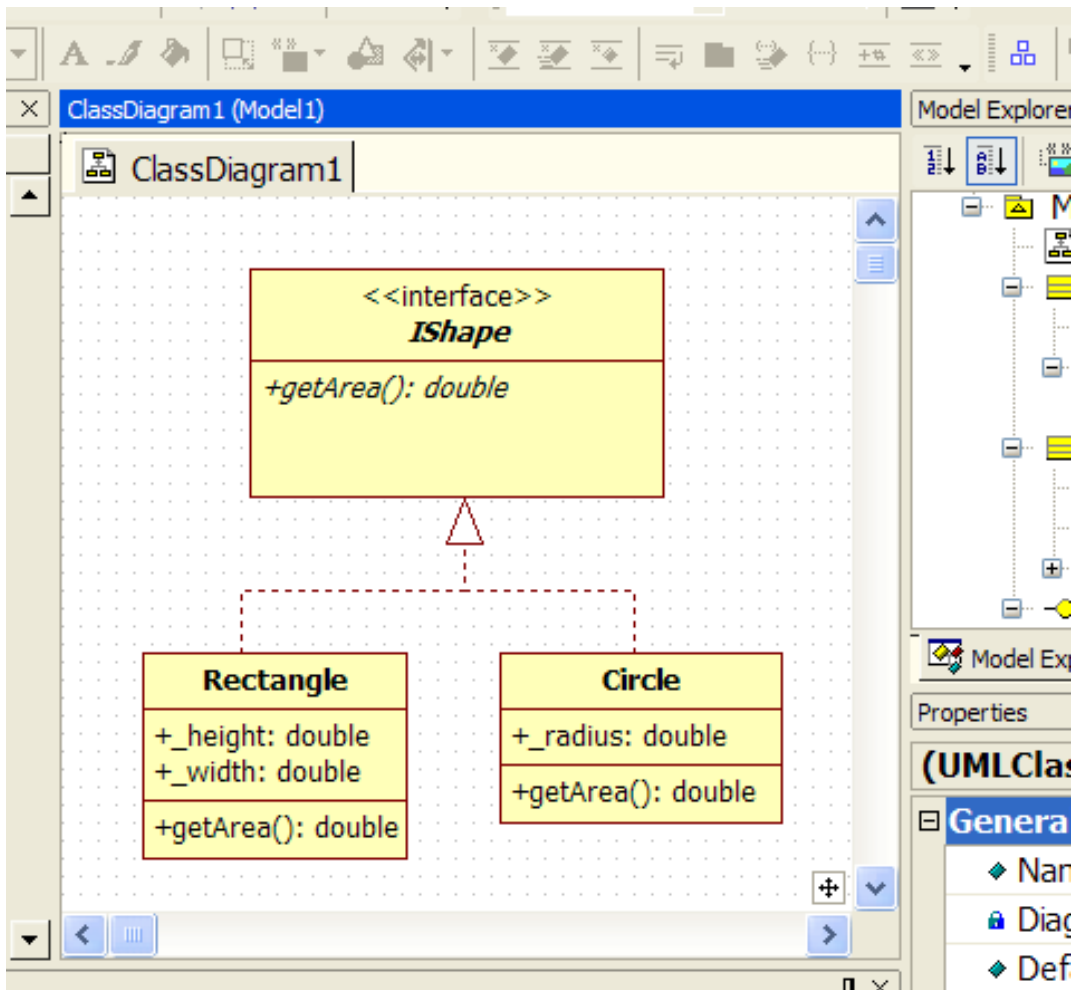 ClassDiagram1 (Model1)
ClassDiagram1
<<interface>>
IShape
+getArea(): double
Rectangle
+_height: double
+_width: double
+getArea(): double
Circle
+_radius: double
+getArea(): double
Model Explorer
Model Exp
Properties
(UMLClas
Genera
Nam
Diag
Defa